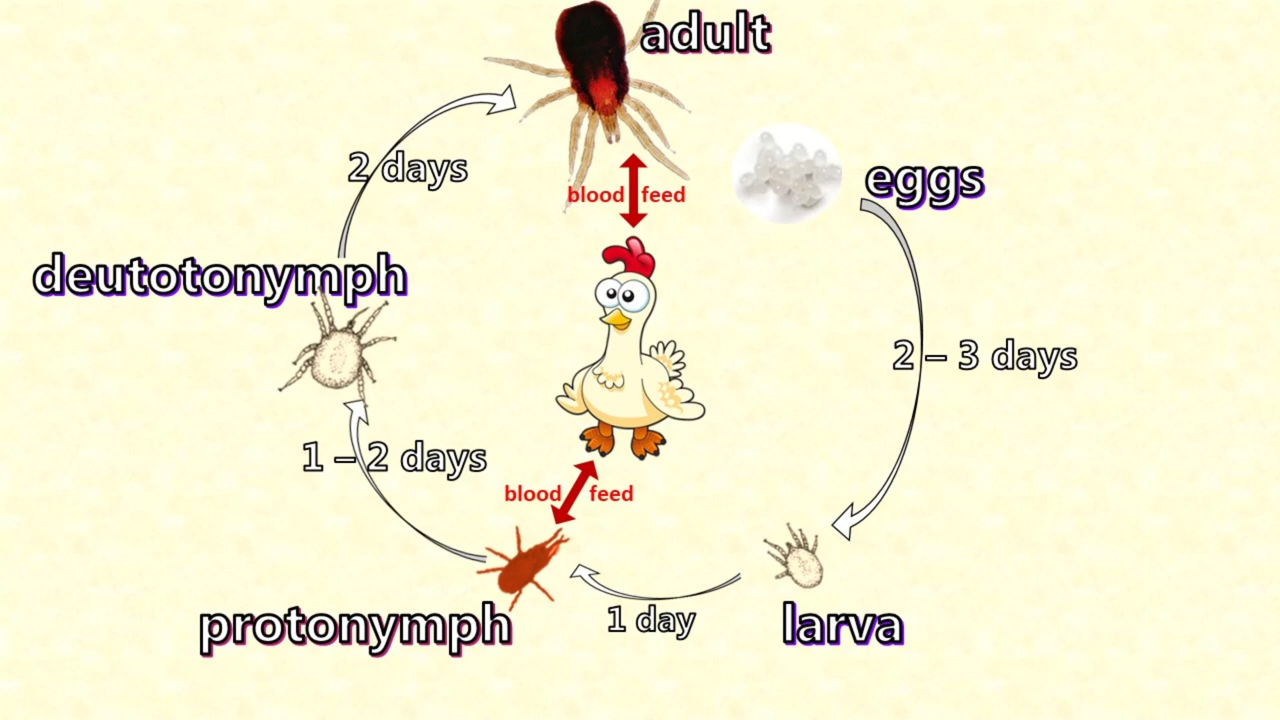 adult
eggs
2 days
blood feed
deutotonymph
2 – 3 days
1 – 2 days
blood feed
protonymph
1 day
larva